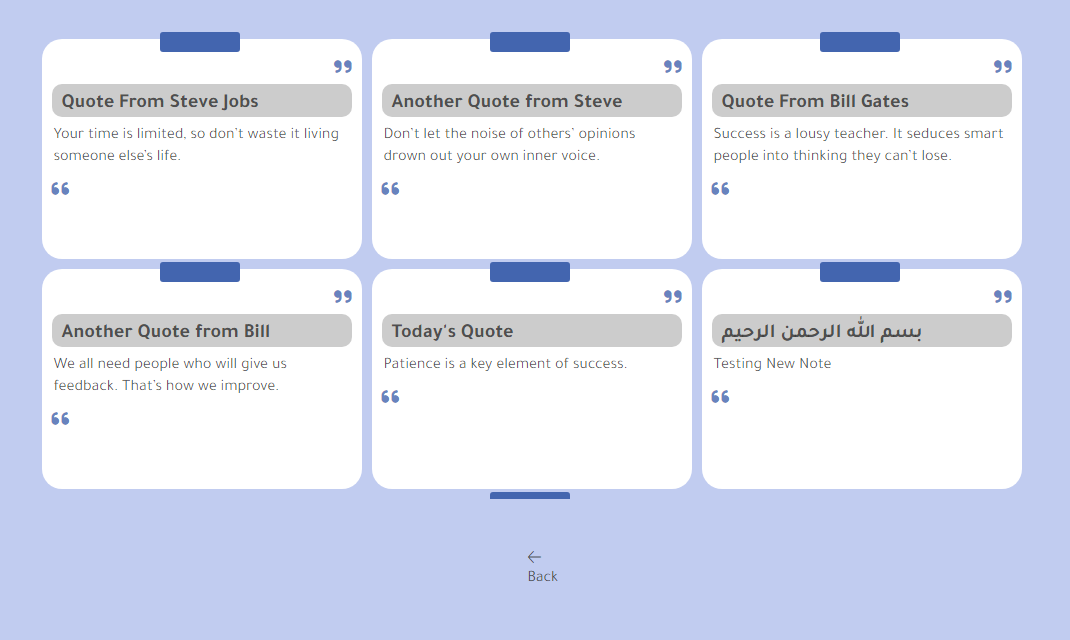 ”
Quote From Steve Jobs
Your time is limited, so don't waste it living
someone else's life.
“
”
Another Quote from Steve
Don't let the noise of others' opinions
drown out your own inner voice.
“
”
Quote From Bill Gates
Success is a lousy teacher. It seduces smart
people into thinking they can't lose.
“
”
Another Quote from Bill
We all need people who will give us
feedback. That's how we improve.
“
”
Today's Quote
Patience is a key element of success.
“
”
بسم الله الرحمن الرحيم
Testing New Note
“
←
Back